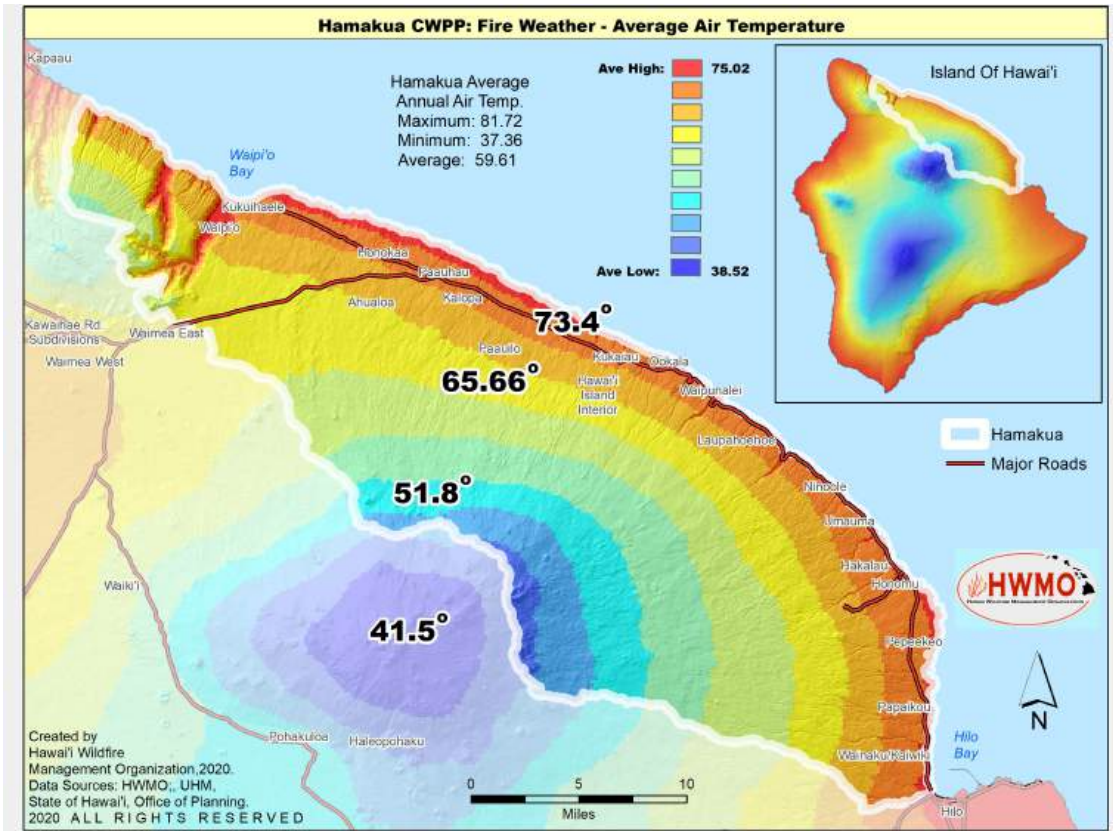 Hamakua CWPP: Fire Weather - Average Air Temperature
Kapaau
Hamakua Average
Annual Air Temp.
Maximum: 81.72
Minimum: 37.36
Average: 59.61
Ave High: 75.02
Ave Low: 38.52
Island Of Hawai'i
Waipi'o
Bay
Kukuihaele
Waipi'o
Honokaa
Paauhau
Ahualoa
Kalopa
Kawaihae Rd.
Subdivisions
Waimea East
Waimea West
73.4°
Paauilo
Kukaiau
Ookala
65.66°
Hawai'i
Island
Interior
Waipunalei
Laupahoehoe
Hamakua
Major Roads
51.8°
Ninoole
Umauma
Hakalau
Honomu
Waiki'i
HWMO
41.5°
Pepeekeo
Papaikou
N
Pohakuloa
Haleopohaku
Wainaku/Kaiwiki
Hilo
Bay
Hilo
Created by
Hawai'i Wildfire
Management Organization,2020.
Data Sources: HWMO;, UHM,
State of Hawai'i, Office of Planning.
2020 ALL RIGHTS RESERVED
0 5 10
Miles